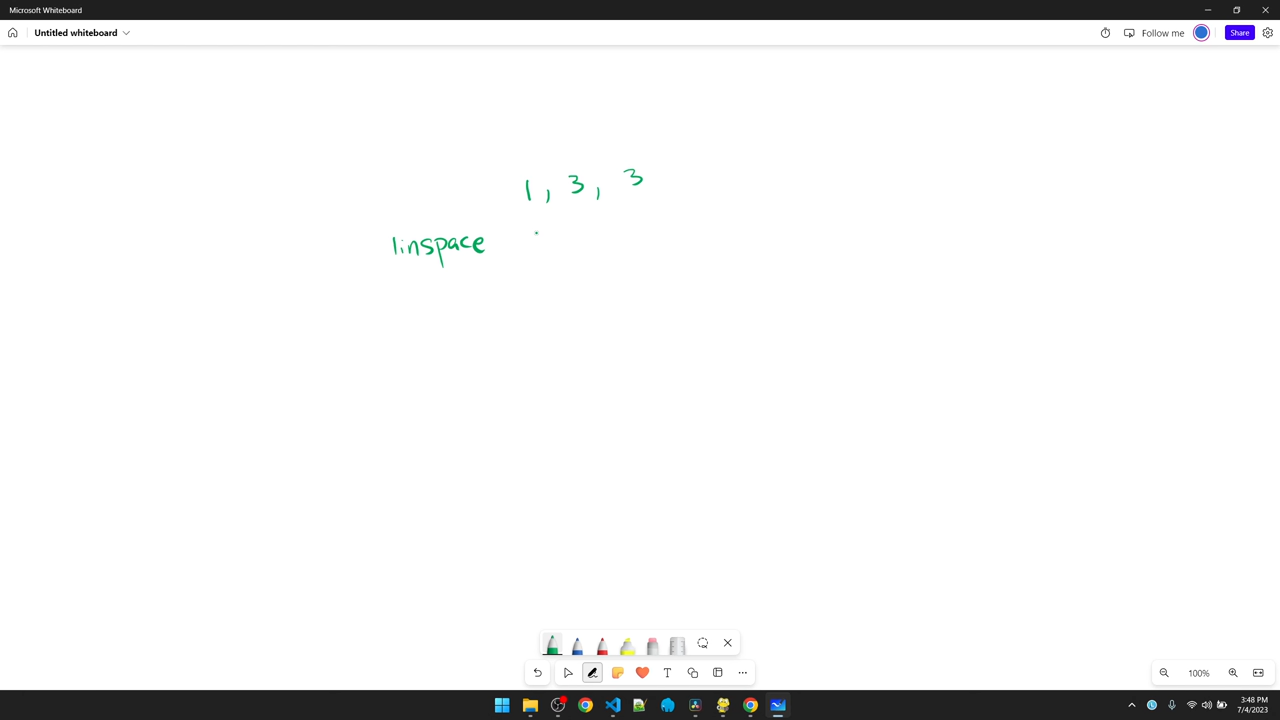 Microsoft Whiteboard
Untitled whiteboard
Follow me
Share
1, 3, 3
linspace
100%
3:48 PM
7/4/2023